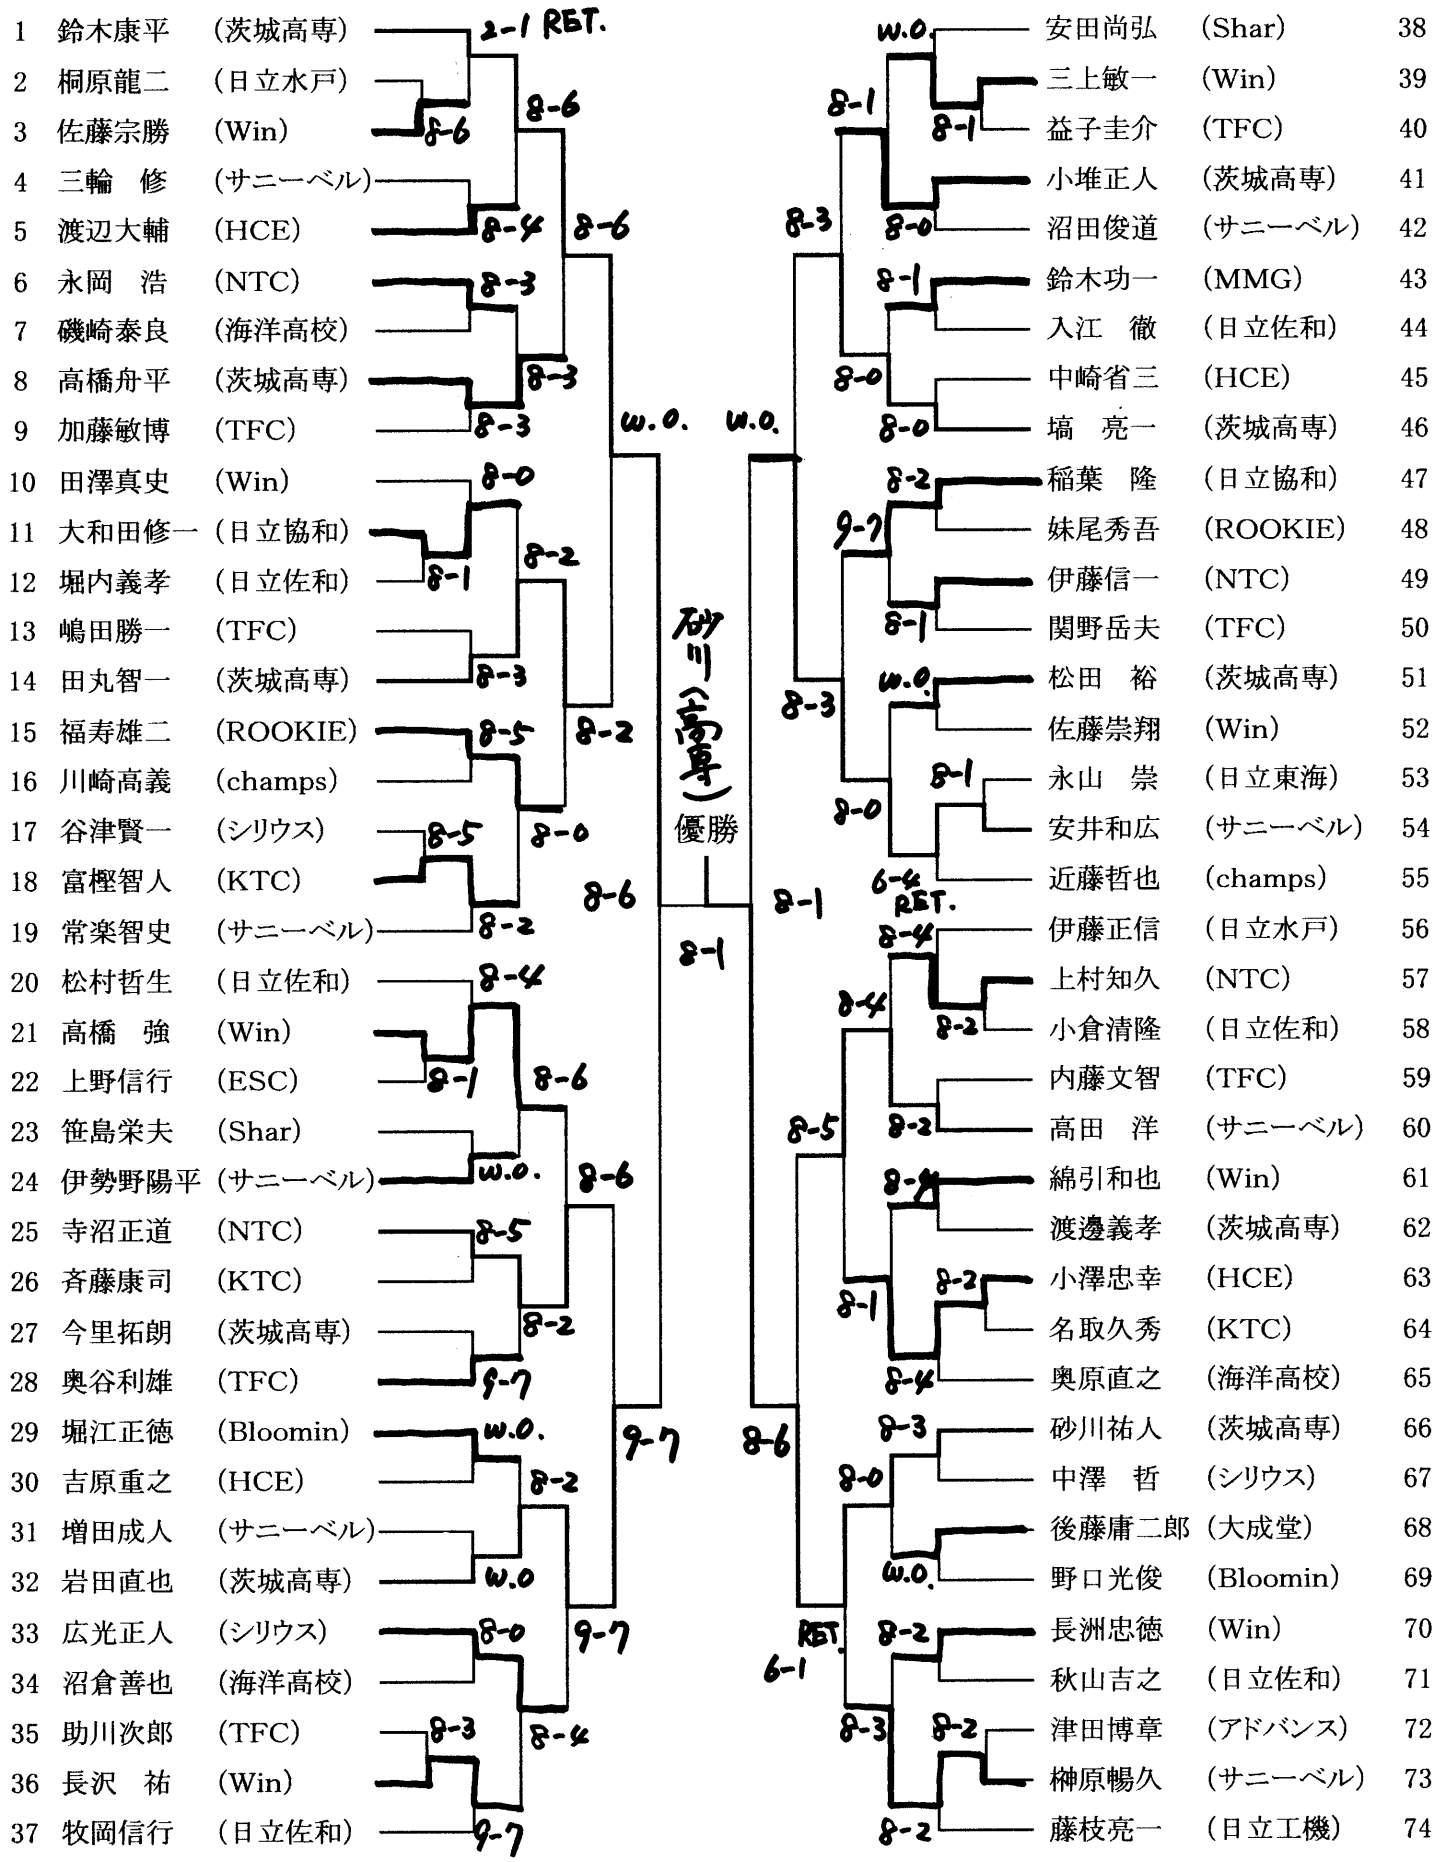 1 鈴木康平 (茨城高専)
2 桐原龍二 (日立水戸)
3 佐藤宗勝 (Win)
4 三輪 修 (サニーベル)
5 渡辺大輔 (HCE)
6 永岡 浩 (NTC)
7 磯崎泰良 (海洋高校)
8 高橋舟平 (茨城高専)
9 加藤敏博 (TFC)
10 田澤真史 (Win)
11 大和田修一 (日立協和)
12 堀内義孝 (日立佐和)
13 嶋田勝一 (TFC)
14 田丸智一 (茨城高専)
15 福寿雄二 (ROOKIE)
16 川崎高義 (champs)
17 谷津賢一 (シリウス)
18 富樫智人 (KTC)
19 常楽智史 (サニーベル)
20 松村哲生 (日立佐和)
21 高橋 強 (Win)
22 上野信行 (ESC)
23 笹島栄夫 (Shar)
24 伊勢野陽平 (サニーベル)
25 寺沼正道 (NTC)
26 斉藤康司 (KTC)
27 今里拓朗 (茨城高専)
28 奥谷利雄 (TFC)
29 堀江正徳 (Bloomin)
30 吉原重之 (HCE)
31 増田成人 (サニーベル)
32 岩田直也 (茨城高専)
33 広光正人 (シリウス)
34 沼倉善也 (海洋高校)
35 助川次郎 (TFC)
36 長沢 祐 (Win)
37 牧岡信行 (日立佐和)
8-6
8-1
8-5
8-1
8-3
2-1 RET.
8-4
8-3
8-3
8-0
8-3
8-5
8-2
8-4
W.O.
8-5
9-7
W.O.
W.O
8-0
9-7
8-6
8-3
8-2
8-0
8-6
8-2
8-2
8-4
8-6
8-2
8-6
9-7
W.O.
9-7
8-6
8-1
砂川(高専)
優勝
8-1
W.O.
8-6
8-3
8-3
8-5
RET.
6-1
8-1
8-0
9-7
8-0
8-4
8-1
8-0
8-3
W.O.
8-0
8-1
8-0
8-2
8-1
W.O.
6-4
RET.
8-4
8-2
8-4
8-4
8-3
W.O.
8-2
8-2
8-1
8-1
8-2
8-2
8-2
安田尚弘 (Shar) 38
三上敏一 (Win) 39
益子圭介 (TFC) 40
小堆正人 (茨城高専) 41
沼田俊道 (サニーベル) 42
鈴木功一 (MMG) 43
入江 徹 (日立佐和) 44
中崎省三 (HCE) 45
塙 亮一 (茨城高専) 46
稲葉 隆 (日立協和) 47
妹尾秀吾 (ROOKIE) 48
伊藤信一 (NTC) 49
関野岳夫 (TFC) 50
松田 裕 (茨城高専) 51
佐藤崇翔 (Win) 52
永山 崇 (日立東海) 53
安井和広 (サニーベル) 54
近藤哲也 (champs) 55
伊藤正信 (日立水戸) 56
上村知久 (NTC) 57
小倉清隆 (日立佐和) 58
内藤文智 (TFC) 59
高田 洋 (サニーベル) 60
綿引和也 (Win) 61
渡邊義孝 (茨城高専) 62
小澤忠幸 (HCE) 63
名取久秀 (KTC) 64
奥原直之 (海洋高校) 65
砂川祐人 (茨城高専) 66
中澤 哲 (シリウス) 67
後藤庸二郎 (大成堂) 68
野口光俊 (Bloomin) 69
長洲忠徳 (Win) 70
秋山吉之 (日立佐和) 71
津田博章 (アドバンス) 72
榊原暢久 (サニーベル) 73
藤枝亮一 (日立工機) 74